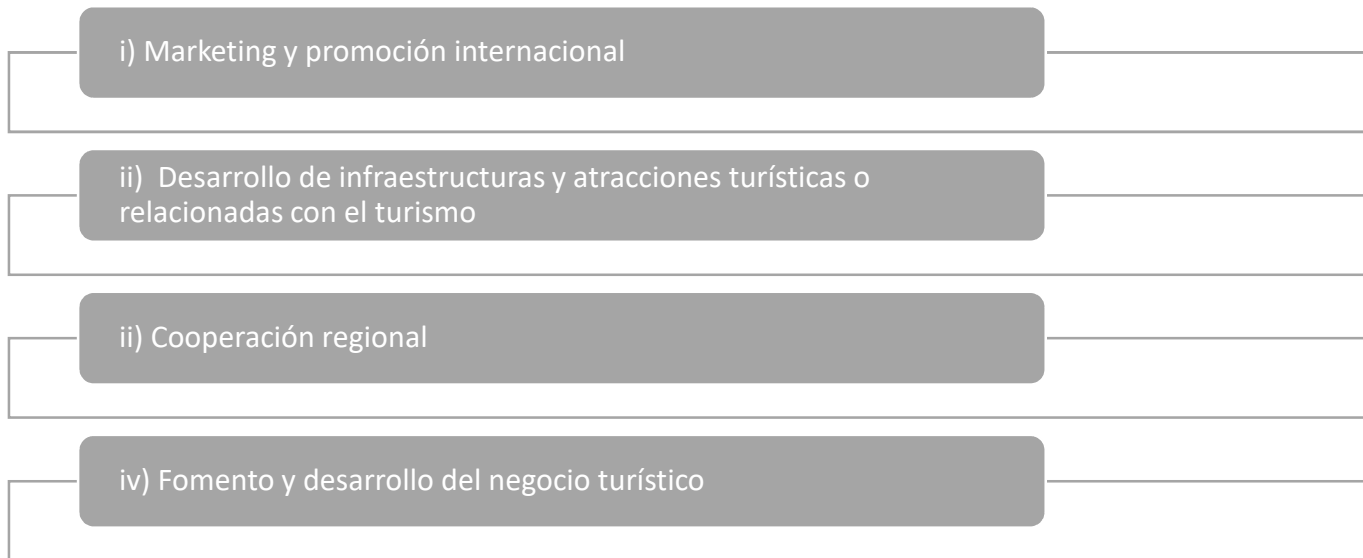 i) Marketing y promoción internacional
ii) Desarrollo de infraestructuras y atracciones turísticas o
relacionadas con el turismo
ii) Cooperación regional
iv) Fomento y desarrollo del negocio turístico